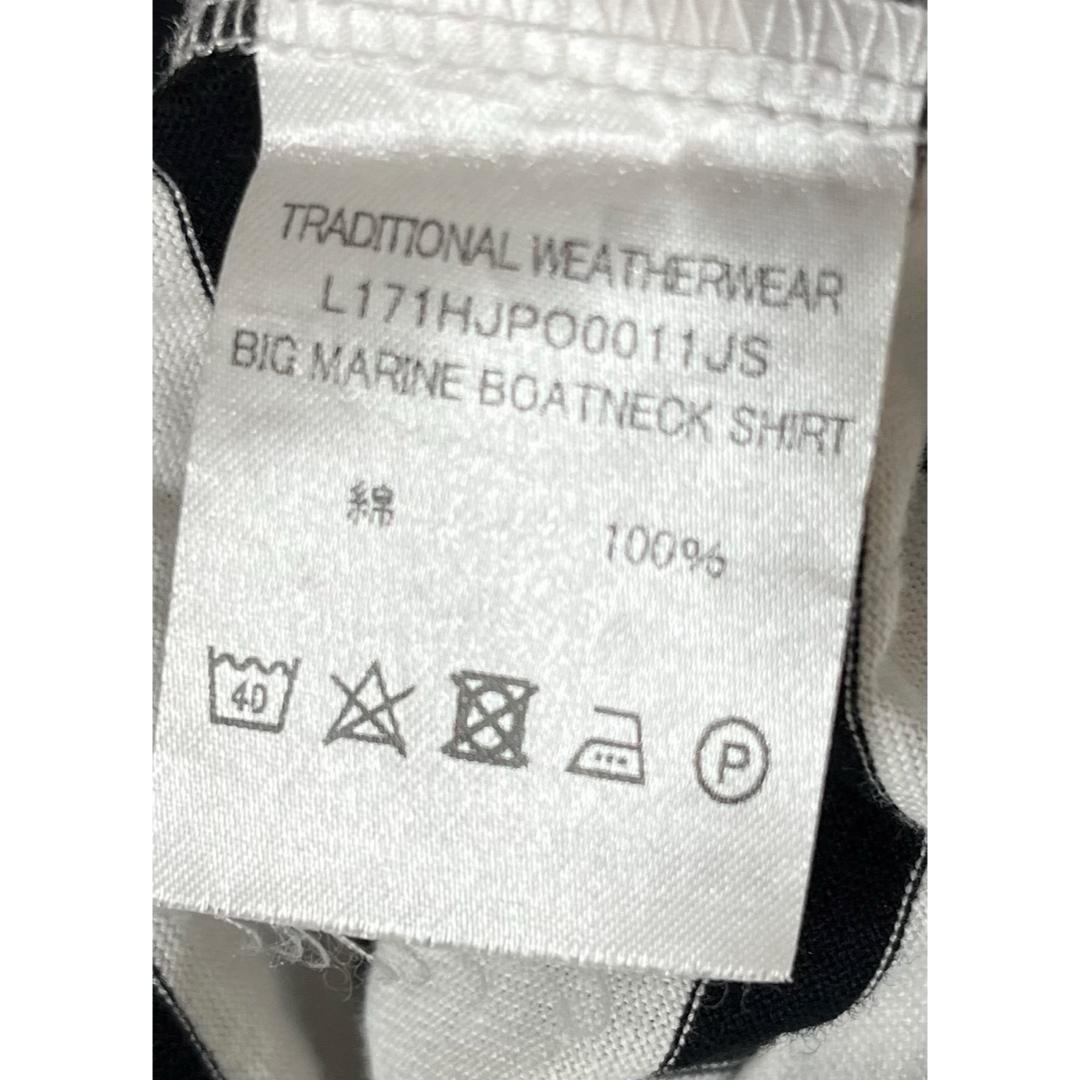 TRADITIONAL WEATHERWEAR
L171HJPO0011JS
BIG MARINE BOATNECK SHIRT
綿 100%
40
P